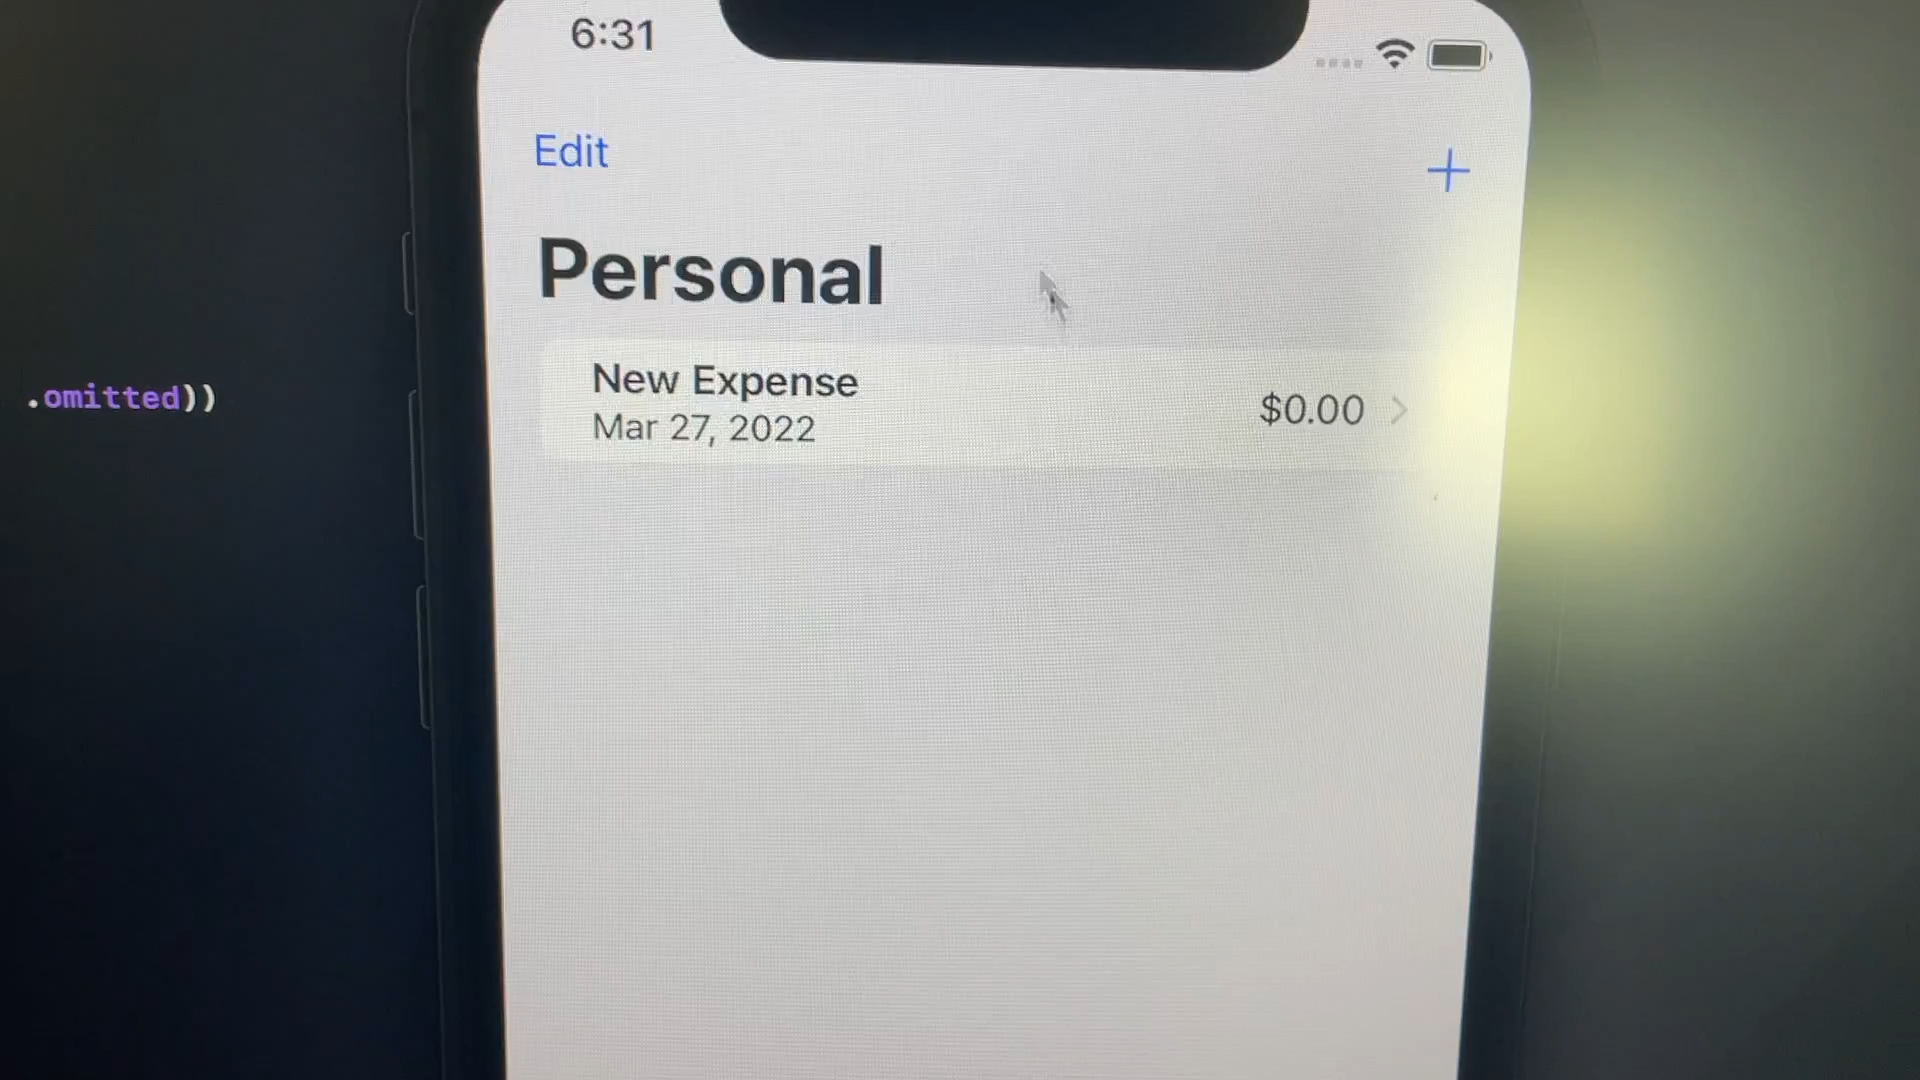 6:31
Edit
Personal
New Expense
Mar 27, 2022
$0.00
.omitted))